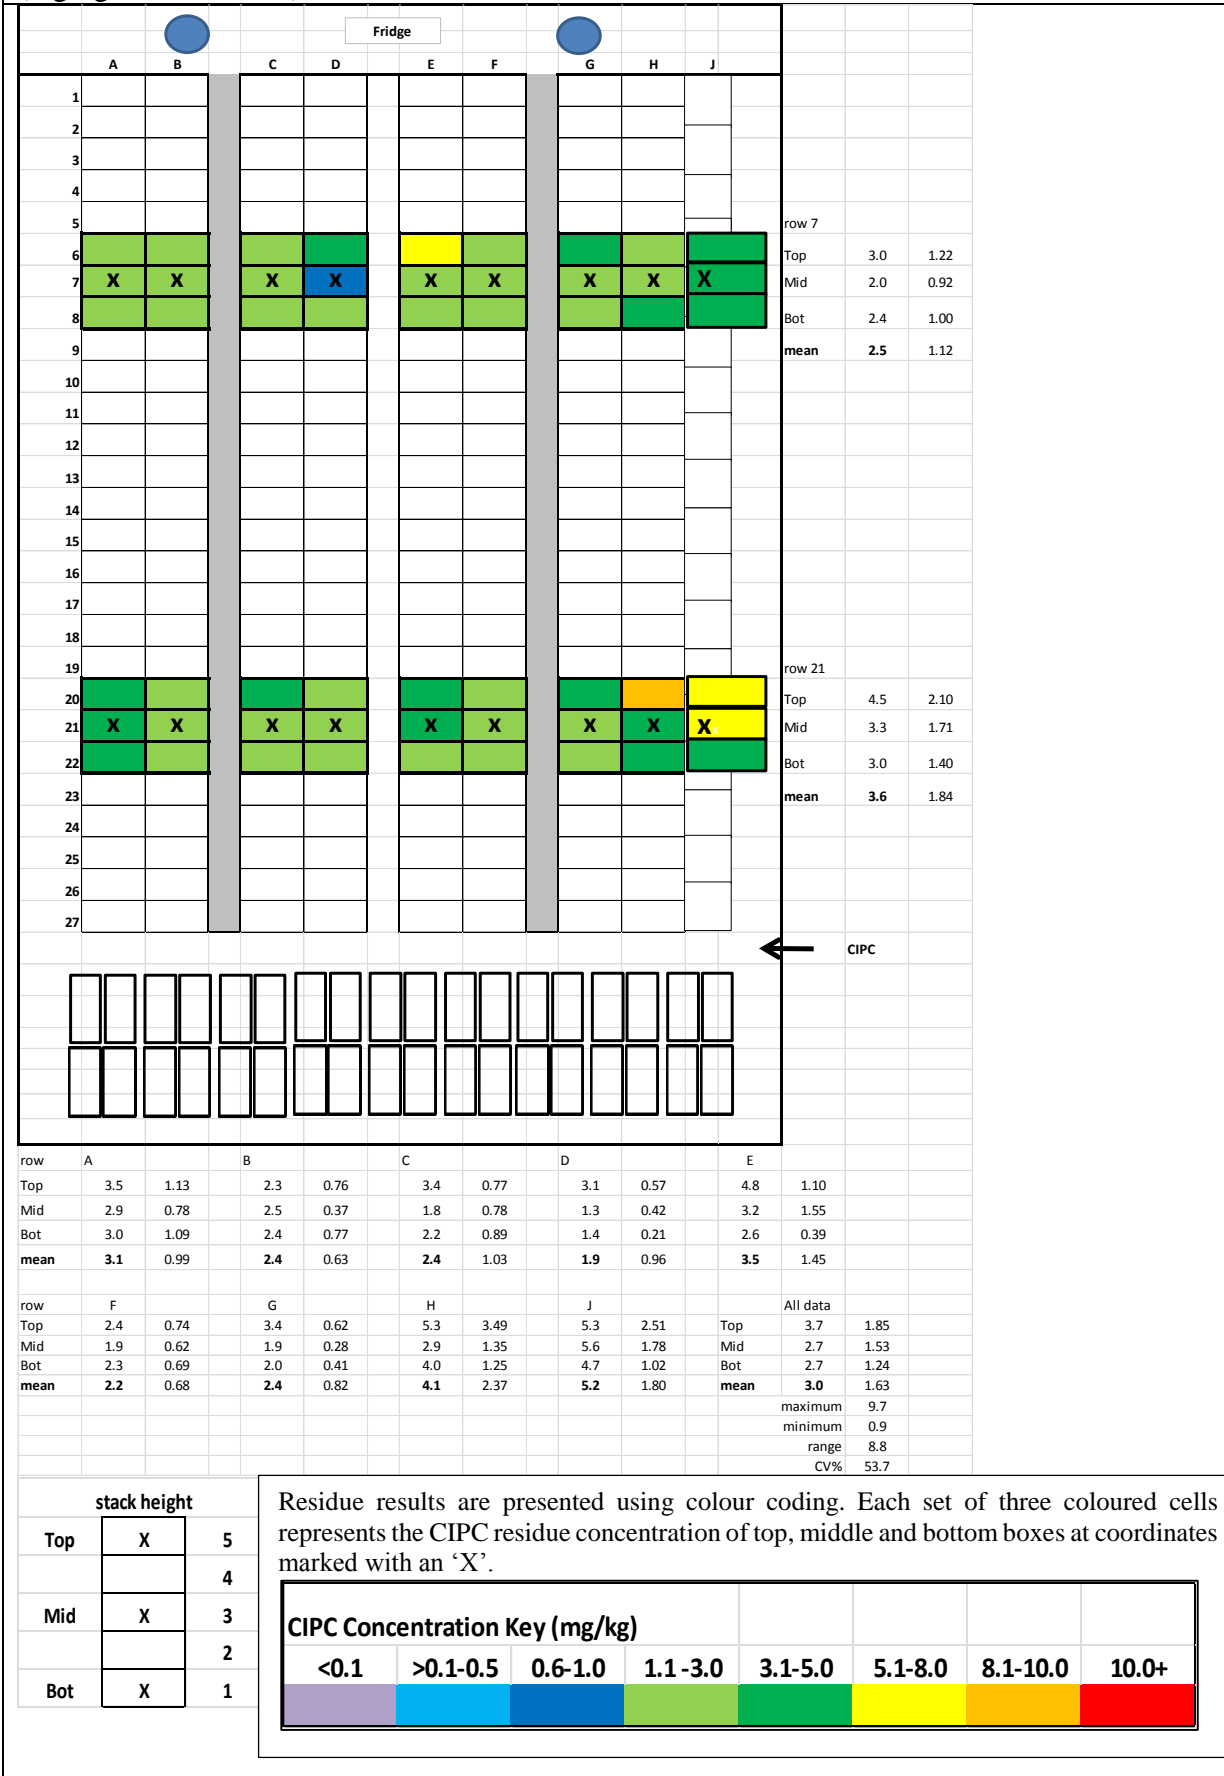 Fridge
A B C D E F G H J
1
2
3
4
5 row 7
6 Top 3.0 1.22
7 X X X X X X X X X Mid 2.0 0.92
8 Bot 2.4 1.00
9 mean 2.5 1.12
10
11
12
13
14
15
16
17
18
19 row 21
20 Top 4.5 2.10
21 X X X X X X X X X x Mid 3.3 1.71
22 Bot 3.0 1.40
23 mean 3.6 1.84
24
25
26
27
CIPC
row A B C D E
Top 3.5 1.13 2.3 0.76 3.4 0.77 3.1 0.57 4.8 1.10
Mid 2.9 0.78 2.5 0.37 1.8 0.78 1.3 0.42 3.2 1.55
Bot 3.0 1.09 2.4 0.77 2.2 0.89 1.4 0.21 2.6 0.39
mean 3.1 0.99 2.4 0.63 2.4 1.03 1.9 0.96 3.5 1.45
row F G H J All data
Top 2.4 0.74 3.4 0.62 5.3 3.49 5.3 2.51 Top 3.7 1.85
Mid 1.9 0.62 1.9 0.28 2.9 1.35 5.6 1.78 Mid 2.7 1.53
Bot 2.3 0.69 2.0 0.41 4.0 1.25 4.7 1.02 Bot 2.7 1.24
mean 2.2 0.68 2.4 0.82 4.1 2.37 5.2 1.80 mean 3.0 1.63
maximum 9.7
minimum 0.9
range 8.8
CV% 53.7
stack height
Top X 5
4
Mid X 3
2
Bot X 1
Residue results are presented using colour coding. Each set of three coloured cells
represents the CIPC residue concentration of top, middle and bottom boxes at coordinates
marked with an ‘X’.
CIPC Concentration Key (mg/kg)
<0.1 >0.1-0.5 0.6-1.0 1.1 -3.0 3.1-5.0 5.1-8.0 8.1-10.0 10.0+